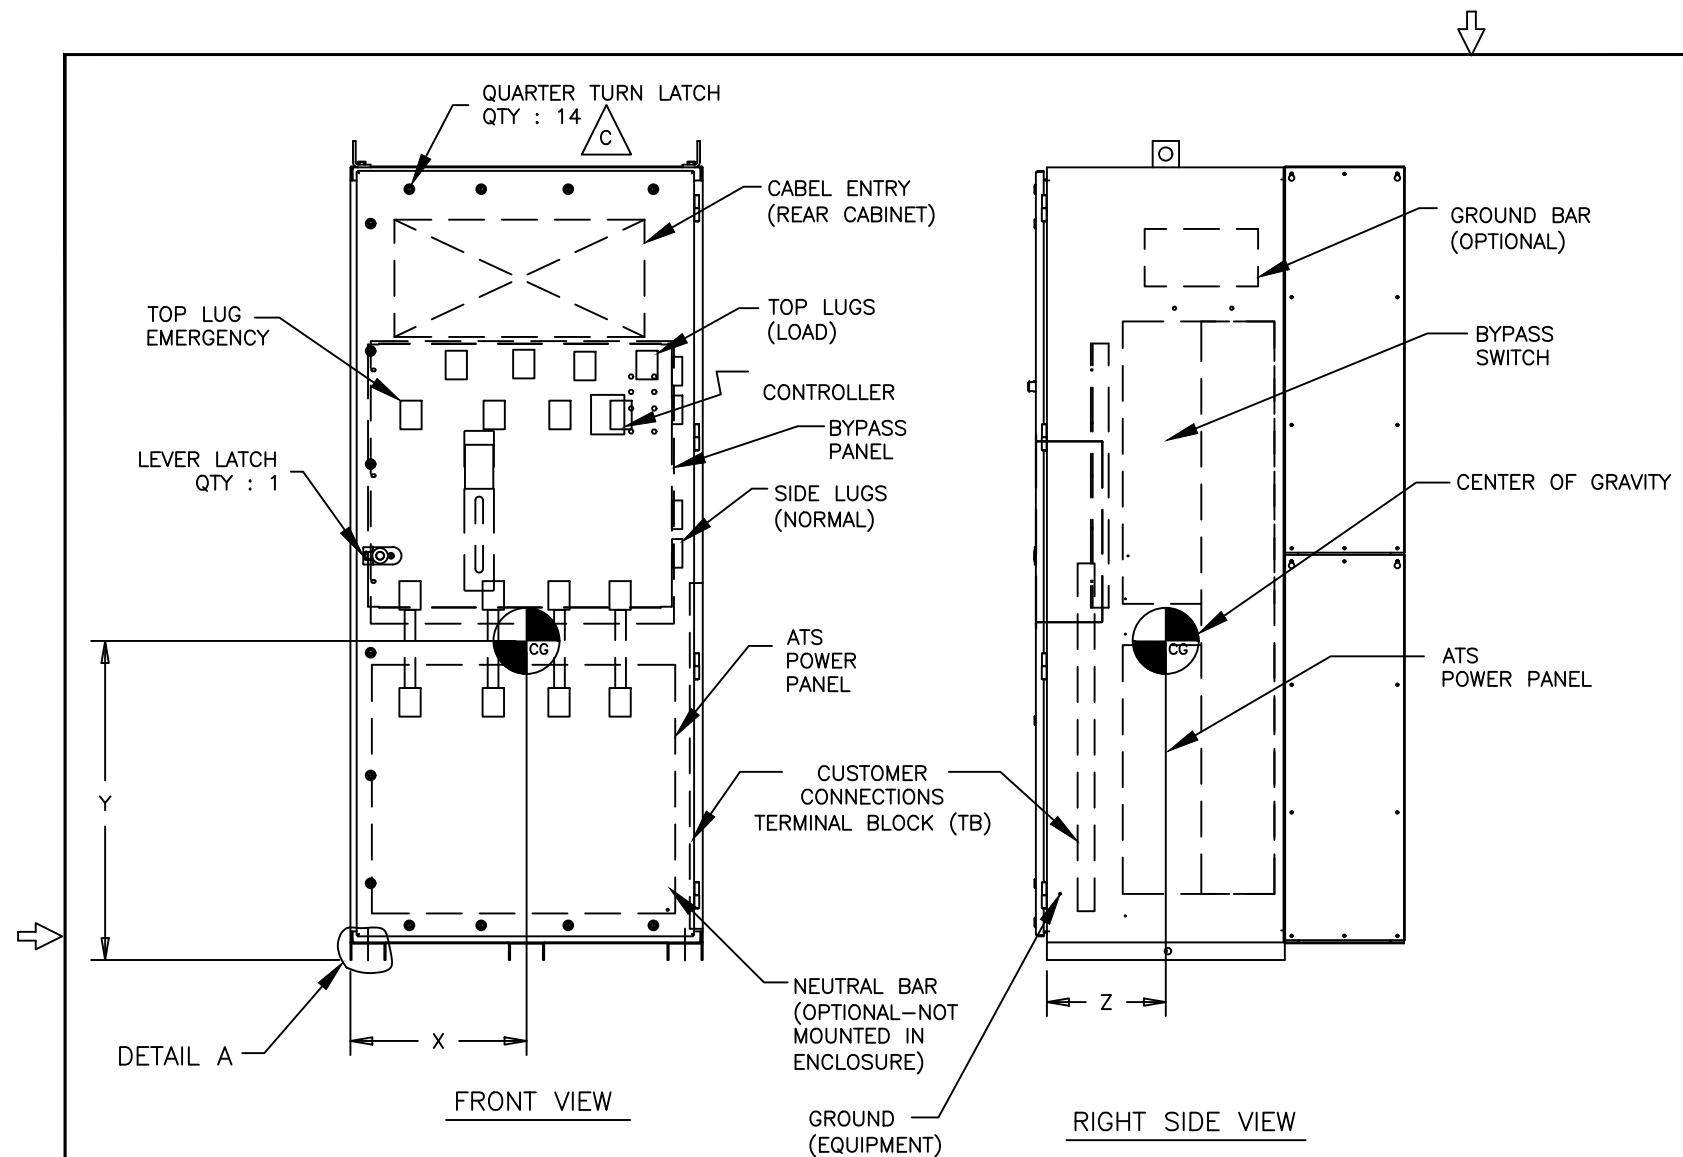 QUARTER TURN LATCH
QTY : 14
C
CABEL ENTRY
(REAR CABINET)
GROUND BAR
(OPTIONAL)
TOP LUG
EMERGENCY
TOP LUGS
(LOAD)
BYPASS
SWITCH
CONTROLLER
BYPASS
PANEL
LEVER LATCH
QTY : 1
SIDE LUGS
(NORMAL)
CENTER OF GRAVITY
CG
CG
ATS
POWER
PANEL
ATS
POWER PANEL
Y
CUSTOMER
CONNECTIONS
TERMINAL BLOCK (TB)
NEUTRAL BAR
(OPTIONAL-NOT
MOUNTED IN
ENCLOSURE)
Z
X
DETAIL A
FRONT VIEW
GROUND
(EQUIPMENT)
RIGHT SIDE VIEW